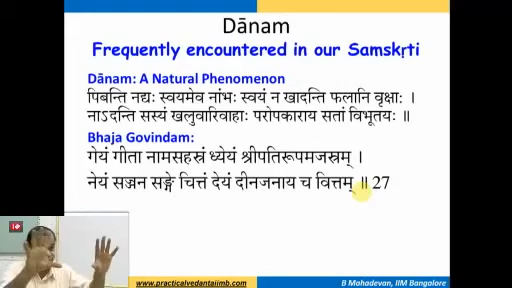 Dānam
Frequently encountered in our Samskṛti
Dānam: A Natural Phenomenon
पिबन्ति नद्यः स्वयमेव नांभः स्वयं न खादन्ति फलानि वृक्षाः ।
नाऽदन्ति सस्यं खलुवारिवाहाः परोपकाराय सतां विभूतयः ॥
Bhaja Govindam:
गेयं गीता नामसहस्रं ध्येयं श्रीपतिरूपमजस्रम् ।
नेयं सज्जन सङ्गे चित्तं देयं दीनजनाय च वित्तम् ॥ 27
www.practicalvedantaiimb.com
B Mahadevan, IIM Bangalore